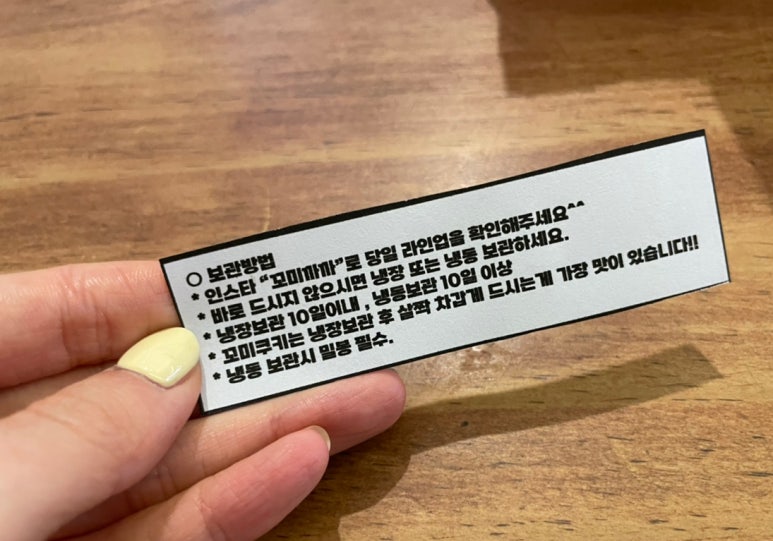 ○ 보관방법
* 인스타 “꼬미까까”로 당일 라인업을 확인해주세요^^
* 바로 드시지 않으시면 냉장 또는 냉동 보관하세요.
* 냉장보관 10일이내 , 냉동보관 10일 이상
* 꼬미쿠키는 냉장보관 후 살짝 차갑게 드시는게 가장 맛이 있습니다!!
* 냉동 보관시 밀봉 필수.